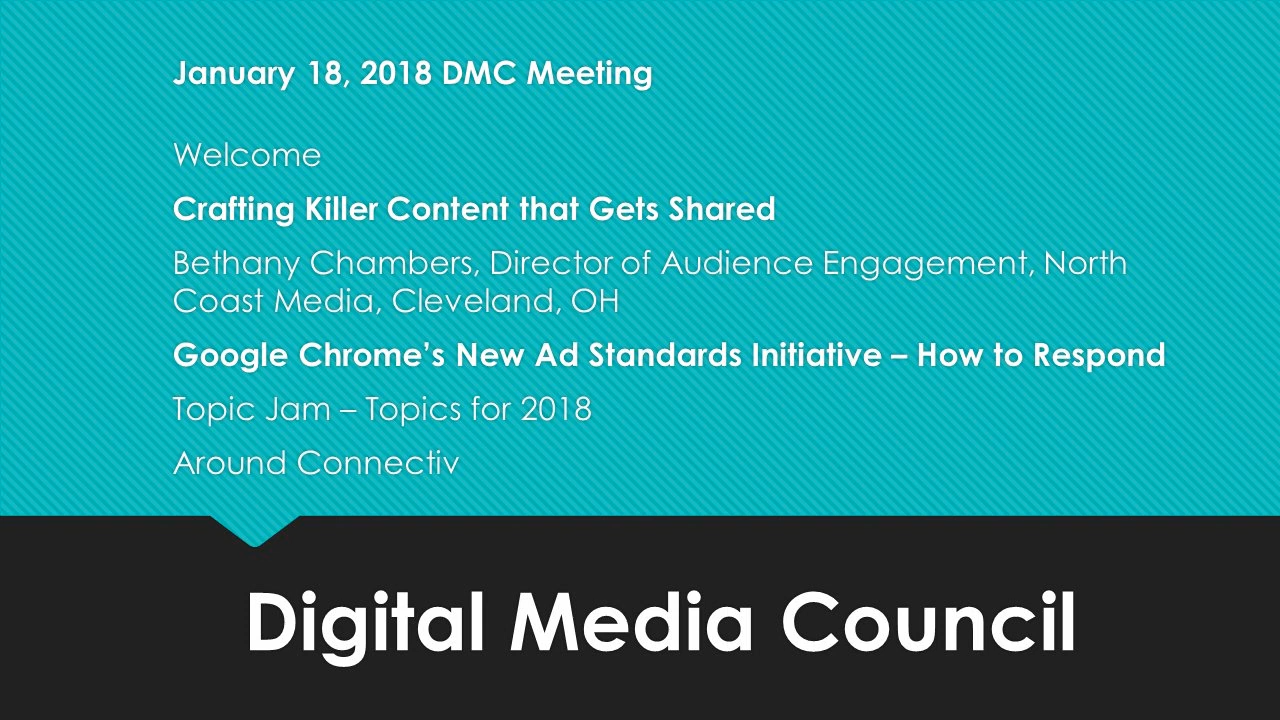 January 18, 2018 DMC Meeting
Welcome
Crafting Killer Content that Gets Shared
Bethany Chambers, Director of Audience Engagement, North
Coast Media, Cleveland, OH
Google Chrome’s New Ad Standards Initiative – How to Respond
Topic Jam – Topics for 2018
Around Connectiv
Digital Media Council